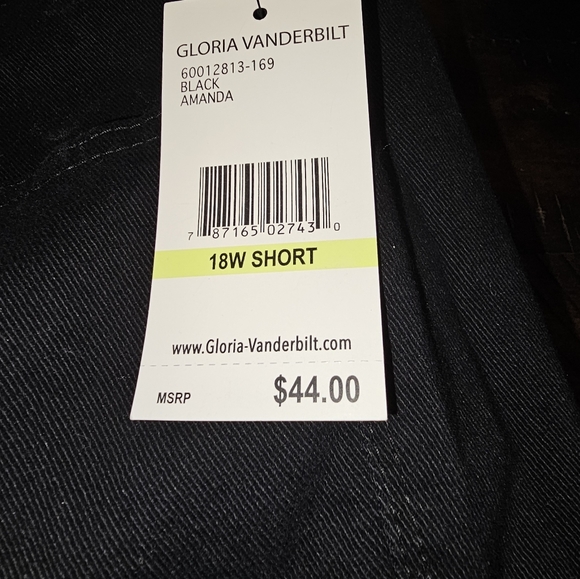 GLORIA VANDERBILT
60012813-169
BLACK
AMANDA
7 87165 02743 0
18W SHORT
www.Gloria-Vanderbilt.com
MSRP $44.00